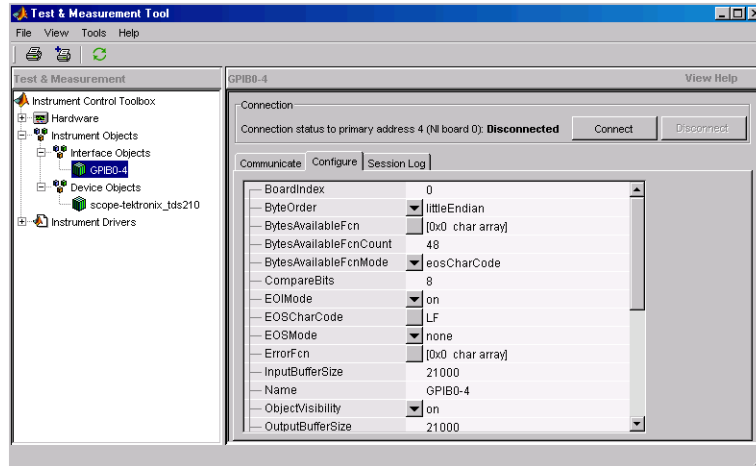 Test & Measurement Tool
File View Tools Help
Test & Measurement
Instrument Control Toolbox
Hardware
Instrument Objects
Interface Objects
GPIB0-4
Device Objects
scope-tektronix_tds210
Instrument Drivers
GPIB0-4 View Help
Connection
Connection status to primary address 4 (NI board 0): Disconnected Connect Disconnect
Communicate Configure Session Log
BoardIndex 0
ByteOrder littleEndian
BytesAvailableFcn [0x0 char array]
BytesAvailableFcnCount 48
BytesAvailableFcnMode eosCharCode
CompareBits 8
EOIMode on
EOSCharCode LF
EOSMode none
ErrorFcn [0x0 char array]
InputBufferSize 21000
Name GPIB0-4
ObjectVisibility on
OutputBufferSize 21000